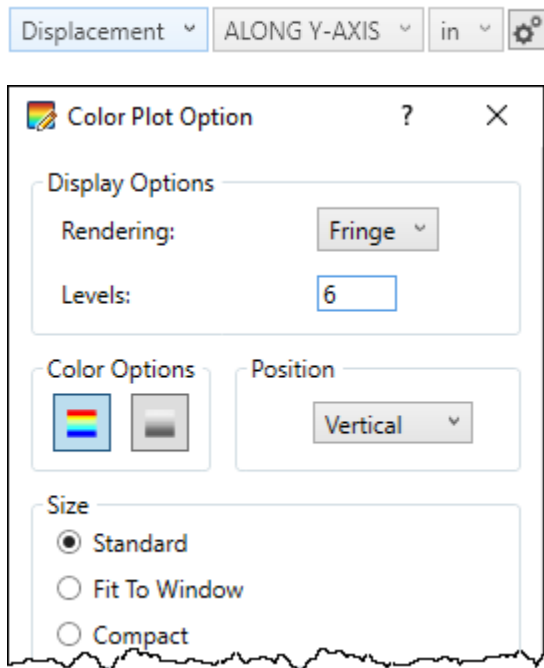 Displacement ALONG Y-AXIS in
Color Plot Option ?
Display Options
Rendering: Fringe
Levels: 6
Color Options Position
Vertical
Size
Standard
Fit To Window
Compact